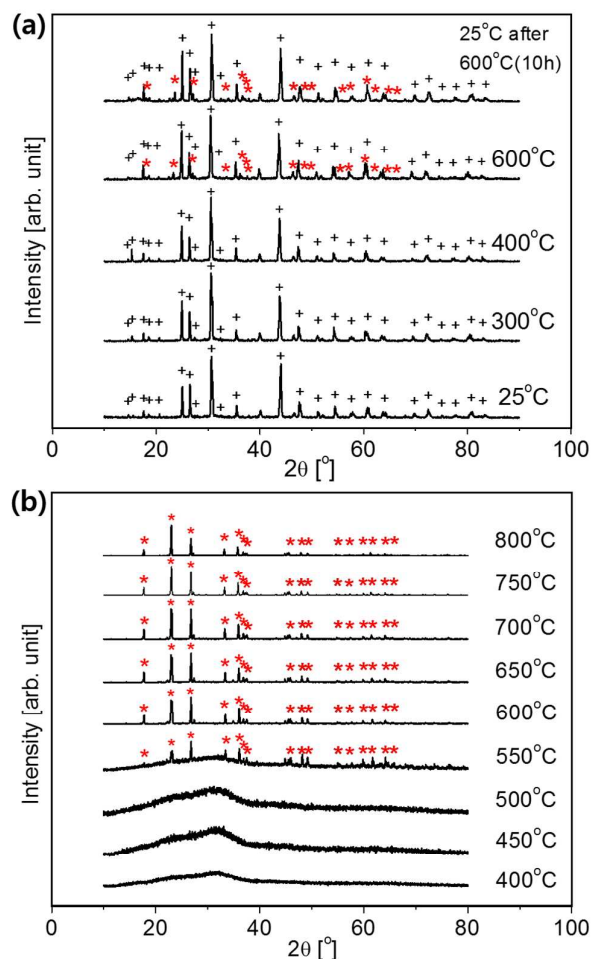 (a)
25°C after
600°C(10h)
600°C
400°C
300°C
25°C
Intensity [arb. unit]
0 20 40 60 80 100
2θ [°]
(b)
800°C
750°C
700°C
650°C
600°C
550°C
500°C
450°C
400°C
Intensity [arb. unit]
0 20 40 60 80 100
2θ [°]